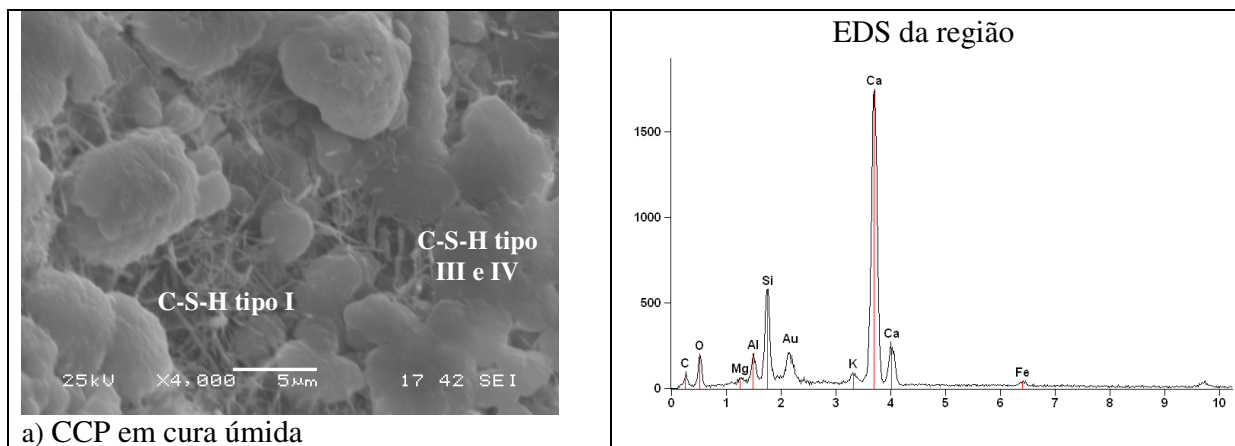 C-S-H tipo
III e IV
C-S-H tipo I
25kV X4,000 5µm 17 42 SEI
a) CCP em cura úmida
EDS da região
Ca
1500
1000
Si
500
C
O
Mg
Al
Au
K
Ca
Fe
0
0 1 2 3 4 5 6 7 8 9 10